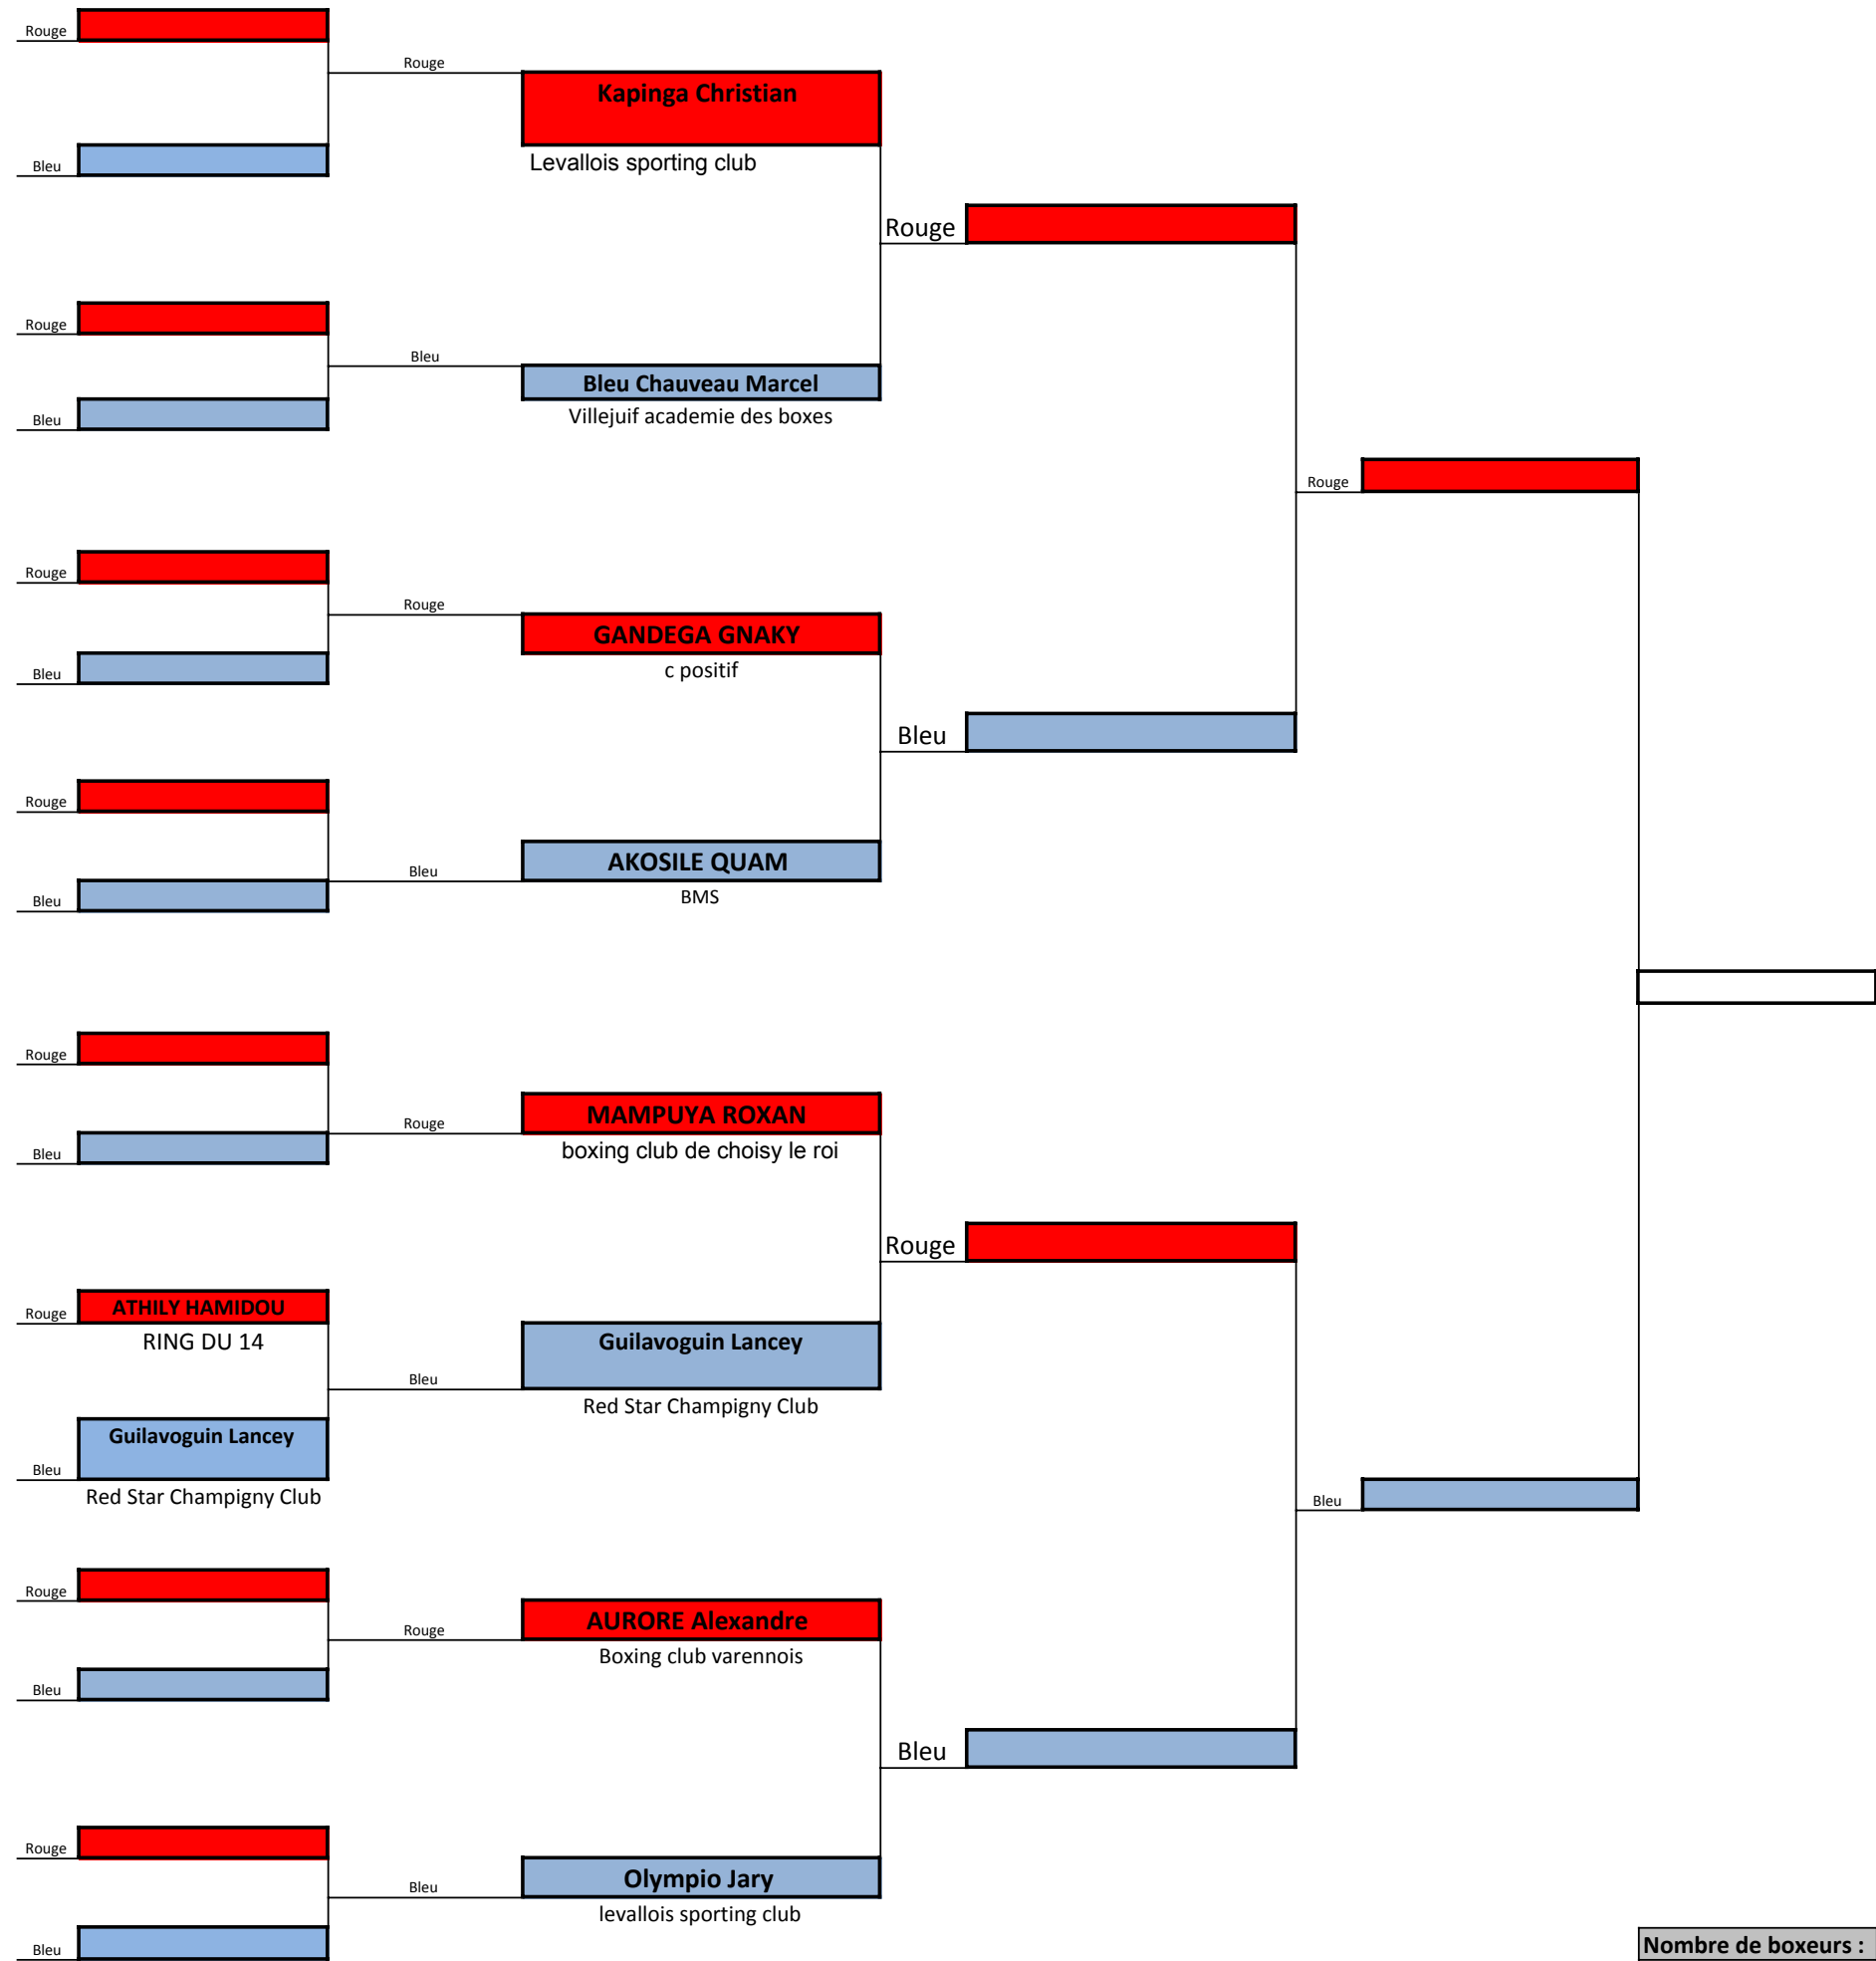 Rouge
Rouge
Kapinga Christian
Bleu
Levallois sporting club
Rouge
Rouge
Bleu
Bleu Chauveau Marcel
Bleu
Villejuif academie des boxes
Rouge
Rouge
Rouge
GANDEGA GNAKY
Bleu
c positif
Bleu
Rouge
Bleu
AKOSILE QUAM
Bleu
BMS
Rouge
Rouge
MAMPUYA ROXAN
Bleu
boxing club de choisy le roi
Rouge
Rouge
ATHILY HAMIDOU
RING DU 14
Guilavoguin Lancey
Bleu
Red Star Champigny Club
Guilavoguin Lancey
Bleu
Red Star Champigny Club
Bleu
Rouge
Rouge
AURORE Alexandre
Boxing club varennois
Bleu
Bleu
Rouge
Bleu
Olympio Jary
levallois sporting club
Bleu
Nombre de boxeurs :